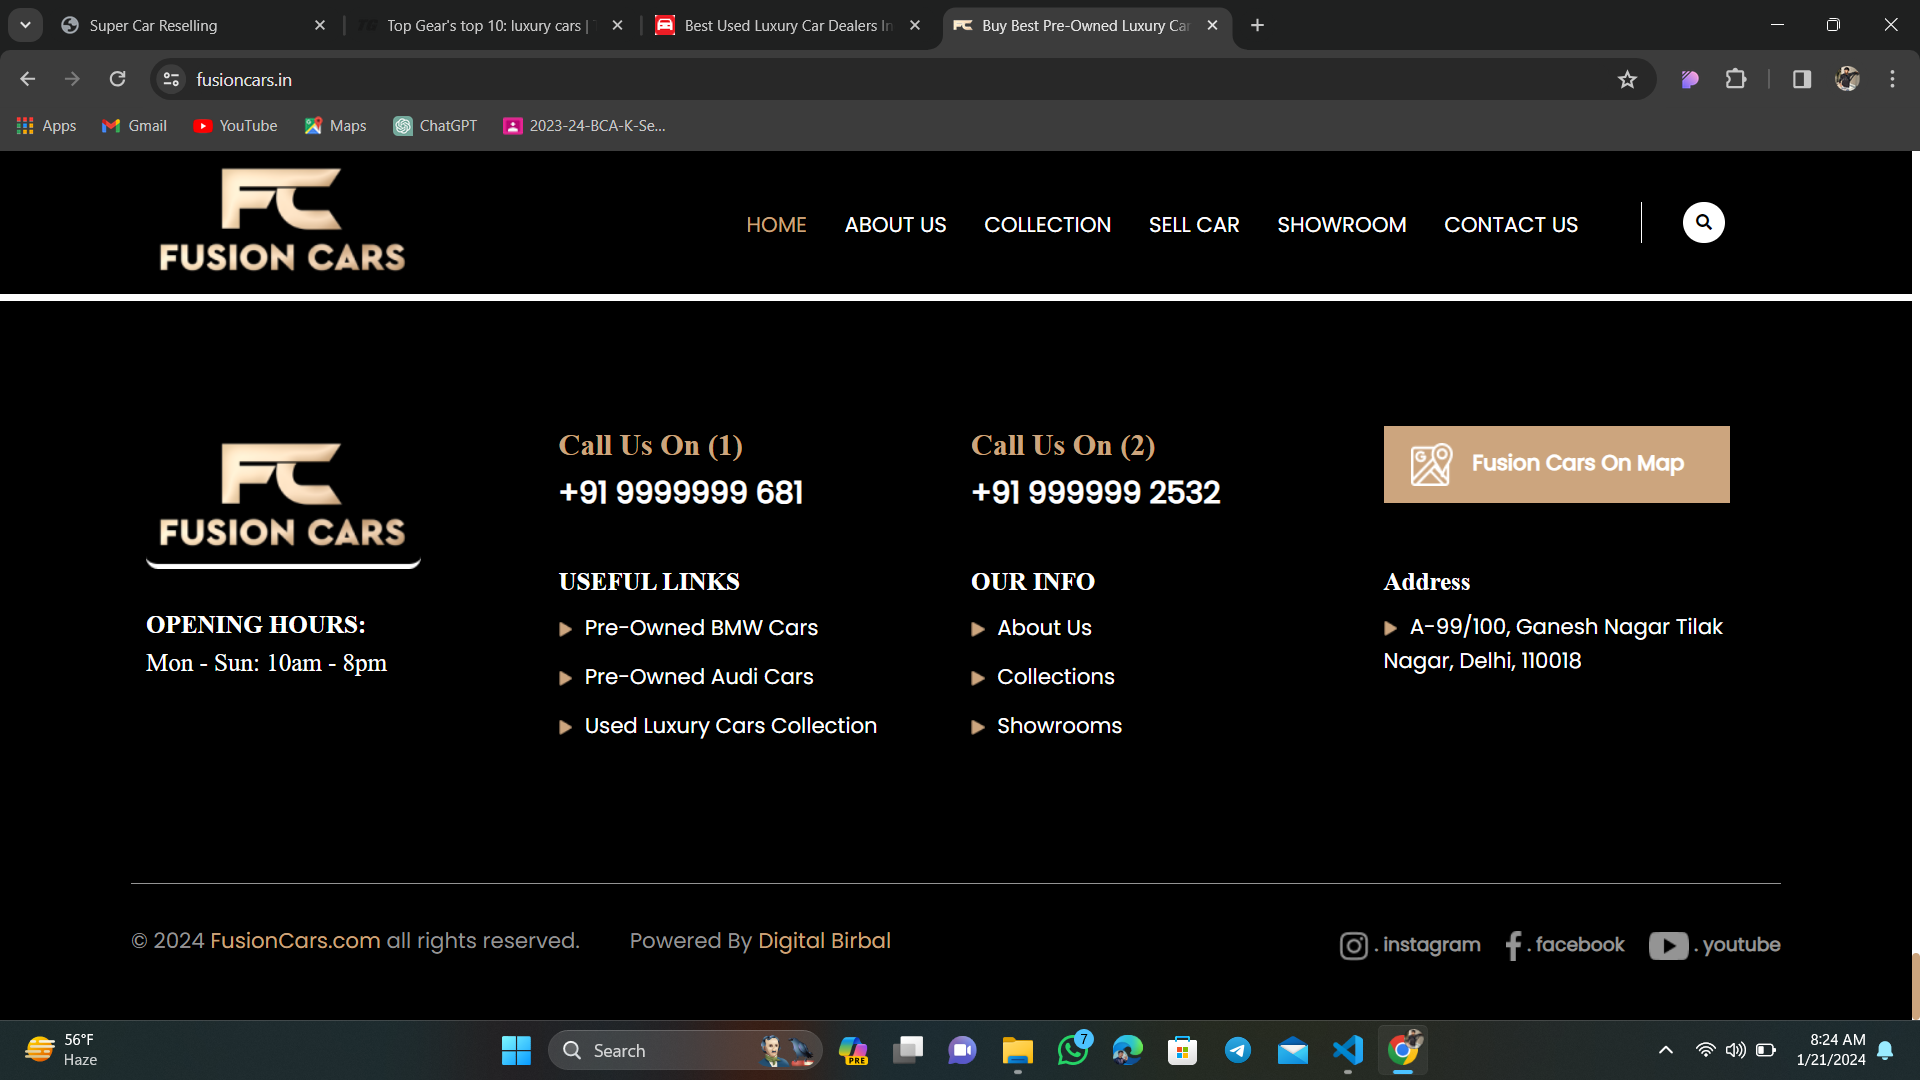 Super Car Reselling
Top Gear's top 10: luxury cars |
Best Used Luxury Car Dealers In
Buy Best Pre-Owned Luxury Car
fusioncars.in
Apps
Gmail
YouTube
Maps
ChatGPT
2023-24-BCA-K-Se...
FC
FUSION CARS
HOME
ABOUT US
COLLECTION
SELL CAR
SHOWROOM
CONTACT US
FC
FUSION CARS
OPENING HOURS:
Mon - Sun: 10am - 8pm
Call Us On (1)
+91 9999999 681
USEFUL LINKS
Pre-Owned BMW Cars
Pre-Owned Audi Cars
Used Luxury Cars Collection
Call Us On (2)
+91 999999 2532
OUR INFO
About Us
Collections
Showrooms
Fusion Cars On Map
Address
A-99/100, Ganesh Nagar Tilak
Nagar, Delhi, 110018
© 2024 FusionCars.com all rights reserved.
Powered By Digital Birbal
. instagram
. facebook
. youtube
56°F
Haze
Search
PRE
7
8:24 AM
1/21/2024